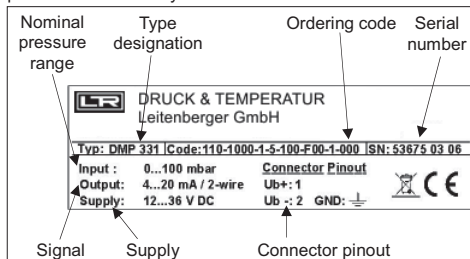 Nominal pressure range
Type designation
Ordering code
Serial number
LTR
DRUCK & TEMPERATUR
Leitenberger GmbH
Typ: DMP 331 Code:110-1000-1-5-100-F00-1-000 SN: 53675 03 06
Input : 0...100 mbar Connector Pinout
Output: 4...20 mA / 2-wire Ub+: 1
Supply: 12...36 V DC Ub -: 2 GND:
CE
Signal Supply Connector pinout